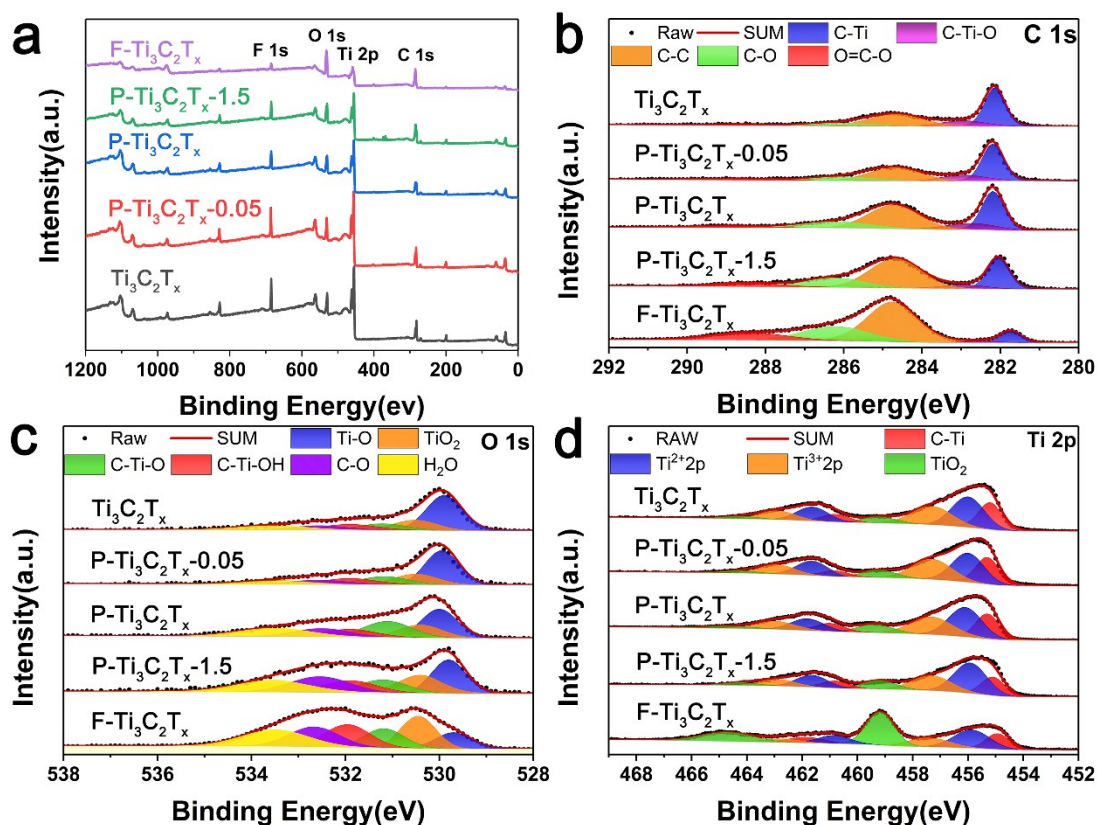 a
F-Ti₃C₂Tₓ
P-Ti₃C₂Tₓ-1.5
P-Ti₃C₂Tₓ
P-Ti₃C₂Tₓ-0.05
Ti₃C₂Tₓ
F 1s
O 1s
Ti 2p
C 1s
Intensity(a.u.)
1200 1000 800 600 400 200 0
Binding Energy(ev)
b
Raw SUM C-Ti C-Ti-O
C-C C-O O=C-O
C 1s
Ti₃C₂Tₓ
P-Ti₃C₂Tₓ-0.05
P-Ti₃C₂Tₓ
P-Ti₃C₂Tₓ-1.5
F-Ti₃C₂Tₓ
Intensity(a.u.)
292 290 288 286 284 282 280
Binding Energy(eV)
c
Raw SUM Ti-O TiO₂
C-Ti-O C-Ti-OH C-O H₂O
O 1s
Ti₃C₂Tₓ
P-Ti₃C₂Tₓ-0.05
P-Ti₃C₂Tₓ
P-Ti₃C₂Tₓ-1.5
F-Ti₃C₂Tₓ
Intensity(a.u.)
538 536 534 532 530 528
Binding Energy(eV)
d
RAW SUM C-Ti
Ti²⁺2p Ti³⁺2p TiO₂
Ti 2p
Ti₃C₂Tₓ
P-Ti₃C₂Tₓ-0.05
P-Ti₃C₂Tₓ
P-Ti₃C₂Tₓ-1.5
F-Ti₃C₂Tₓ
Intensity(a.u.)
468 466 464 462 460 458 456 454 452
Binding Energy(eV)